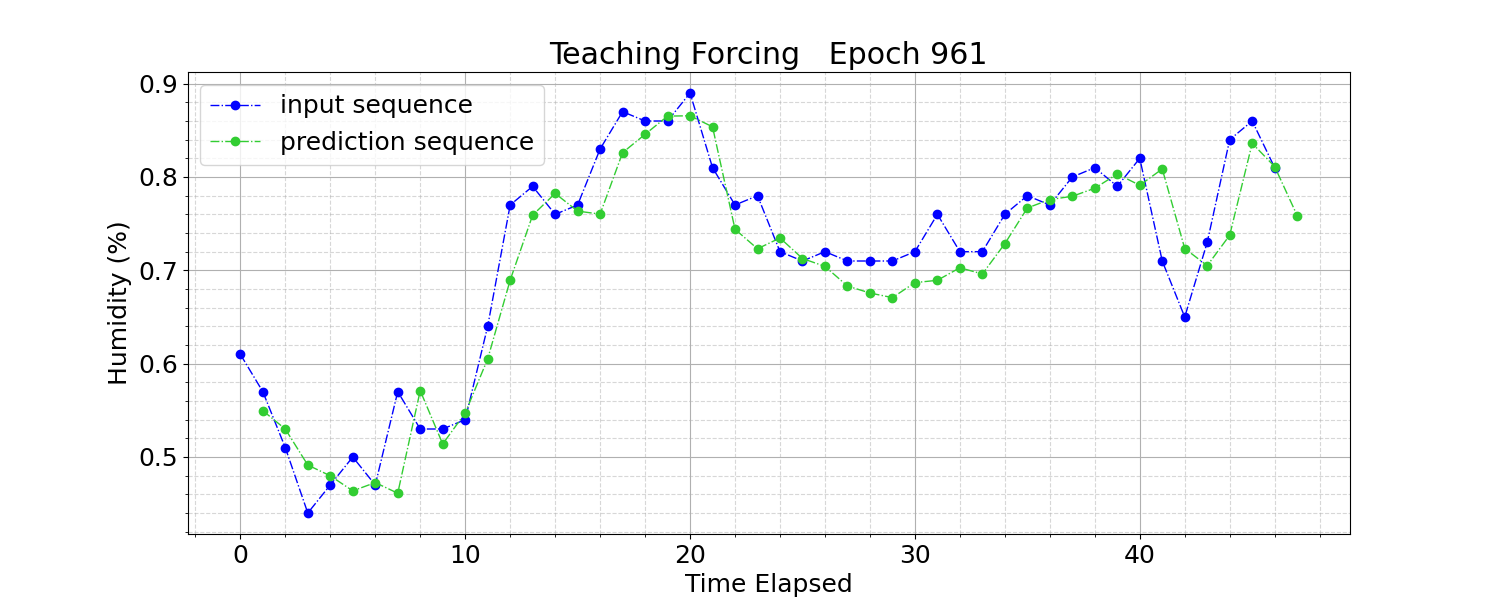 Teaching Forcing   Epoch 961
0.9
0.8
0.7
0.6
0.5
Humidity (%)
input sequence
prediction sequence
0 10 20 30 40
Time Elapsed